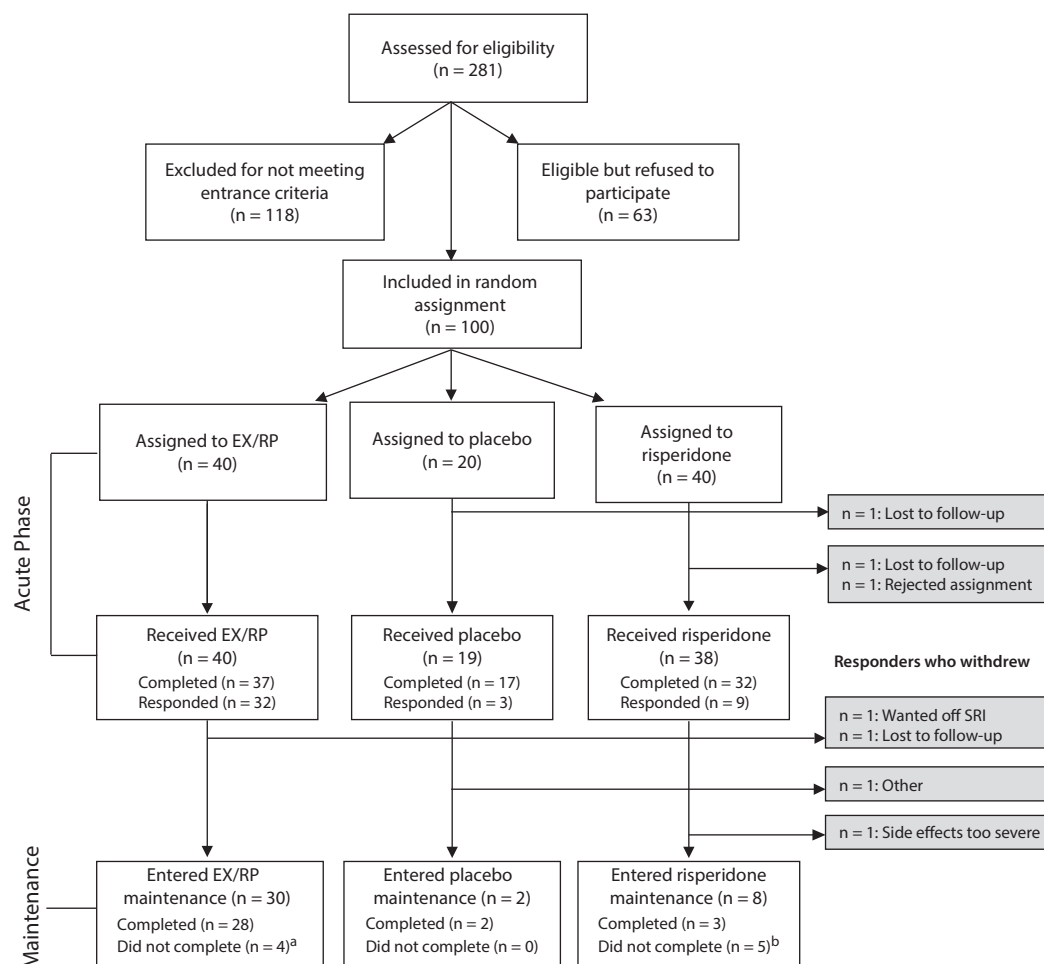 Assessed for eligibility
(n = 281)
Excluded for not meeting
entrance criteria
(n = 118)
Eligible but refused to
participate
(n = 63)
Included in random
assignment
(n = 100)
Acute Phase
Assigned to EX/RP
(n = 40)
Assigned to placebo
(n = 20)
Assigned to
risperidone
(n = 40)
n = 1: Lost to follow-up
n = 1: Lost to follow-up
n = 1: Rejected assignment
Received EX/RP
(n = 40)
Completed (n = 37)
Responded (n = 32)
Received placebo
(n = 19)
Completed (n = 17)
Responded (n = 3)
Received risperidone
(n = 38)
Completed (n = 32)
Responded (n = 9)
Responders who withdrew
n = 1: Wanted off SRI
n = 1: Lost to follow-up
n = 1: Other
n = 1: Side effects too severe
Maintenance
Entered EX/RP
maintenance (n = 30)
Completed (n = 28)
Did not complete (n = 4)a
Entered placebo
maintenance (n = 2)
Completed (n = 2)
Did not complete (n = 0)
Entered risperidone
maintenance (n = 8)
Completed (n = 3)
Did not complete (n = 5)b